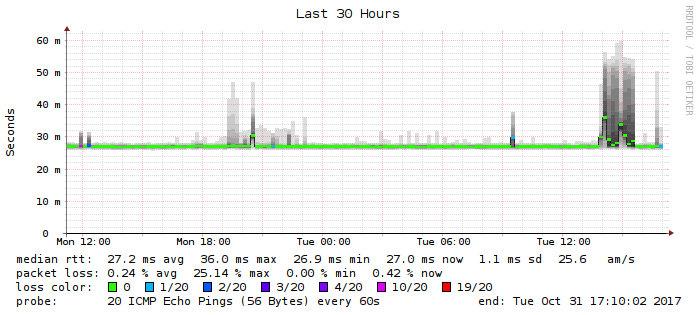 Last 30 Hours
RRDTOOL / TOBI OETIKER
Seconds
60 m
50 m
40 m
30 m
20 m
10 m
0
Mon 12:00 Mon 18:00 Tue 00:00 Tue 06:00 Tue 12:00
median rtt: 27.2 ms avg 36.0 ms max 26.9 ms min 27.0 ms now 1.1 ms sd 25.6 am/s
packet loss: 0.24 % avg 25.14 % max 0.00 % min 0.42 % now
loss color: 0 1/20 2/20 3/20 4/20 10/20 19/20
probe: 20 ICMP Echo Pings (56 Bytes) every 60s end: Tue Oct 31 17:10:02 2017